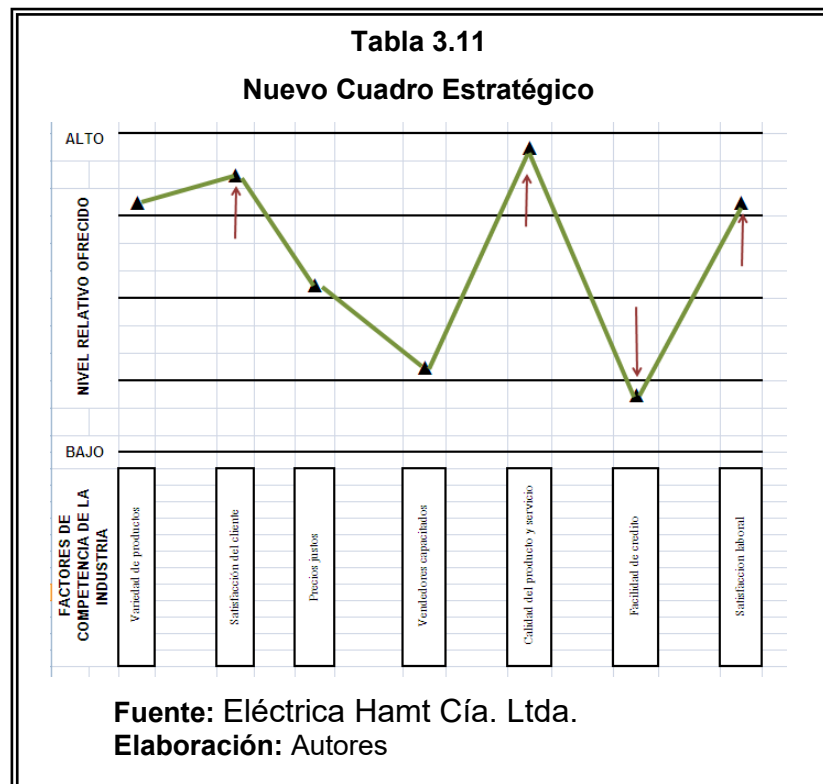 Tabla 3.11
Nuevo Cuadro Estratégico
ALTO
NIVEL RELATIVO OFRECIDO
BAJO
FACTORES DE
COMPETENCIA DE LA
INDUSTRIA
Variedad de productos
Satisfacción del cliente
Precios justos
Vendedores capacitados
Calidad del producto y servicio
Facilidad de credito
Satisfaccion laboral
Fuente: Eléctrica Hamt Cía. Ltda.
Elaboración: Autores